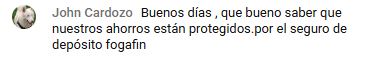 John Cardozo Buenos días , que bueno saber que
nuestros ahorros están protegidos.por el seguro de
depósito fogafin